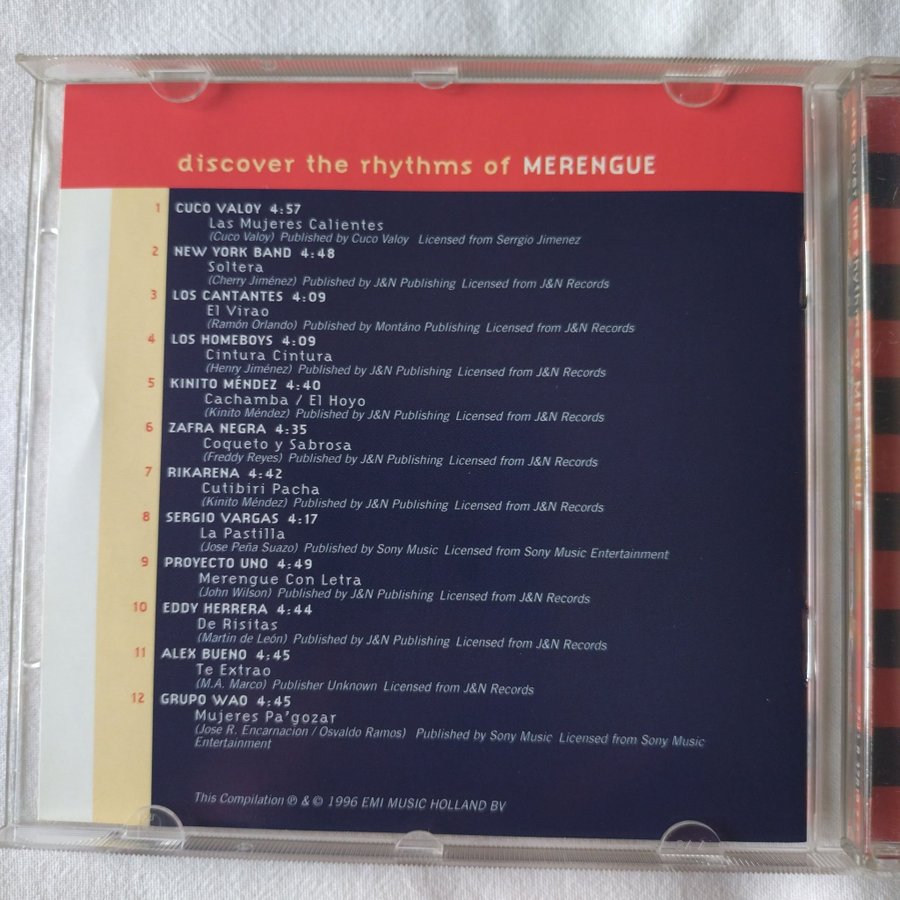 discover the rhythms of MERENGUE
1 CUCO VALOY 4:57
Las Mujeres Calientes
(Cuco Valoy) Published by Cuco Valoy Licensed from Serrgio Jimenez
2 NEW YORK BAND 4:48
Soltera
(Cherry Jiménez) Published by J&N Publishing Licensed from J&N Records
3 LOS CANTANTES 4:09
El Virao
(Ramón Orlando) Published by Montáno Publishing Licensed from J&N Records
4 LOS HOMEBOYS 4:09
Cintura Cintura
(Henry Jiménez) Published by J&N Publishing Licensed from J&N Records
5 KINITO MÉNDEZ 4:40
Cachamba / El Hoyo
(Kinito Méndez) Published by J&N Publishing Licensed from J&N Records
6 ZAFRA NEGRA 4:35
Coqueto y Sabrosa
(Freddy Reyes) Published by J&N Publishing Licensed from J&N Records
7 RIKARENA 4:42
Cutibiri Pacha
(Kinito Méndez) Published by J&N Publishing Licensed from J&N Records
8 SERGIO VARGAS 4:17
La Pastilla
(Jose Peña Suazo) Published by Sony Music Licensed from Sony Music Entertainment
9 PROYECTO UNO 4:49
Merengue Con Letra
(John Wilson) Published by J&N Publishing Licensed from J&N Records
10 EDDY HERRERA 4:44
De Risitas
(Martin de León) Published by J&N Publishing Licensed from J&N Records
11 ALEX BUENO 4:45
Te Extrao
(M.A. Marco) Publisher Unknown Licensed from J&N Records
12 GRUPO WAO 4:45
Mujeres Pa'gozar
(Jose R. Encarnacion / Osvaldo Ramos) Published by Sony Music Licensed from Sony Music
Entertainment
This Compilation ℗ & © 1996 EMI MUSIC HOLLAND BV
discover the rhythms of MERENGUE